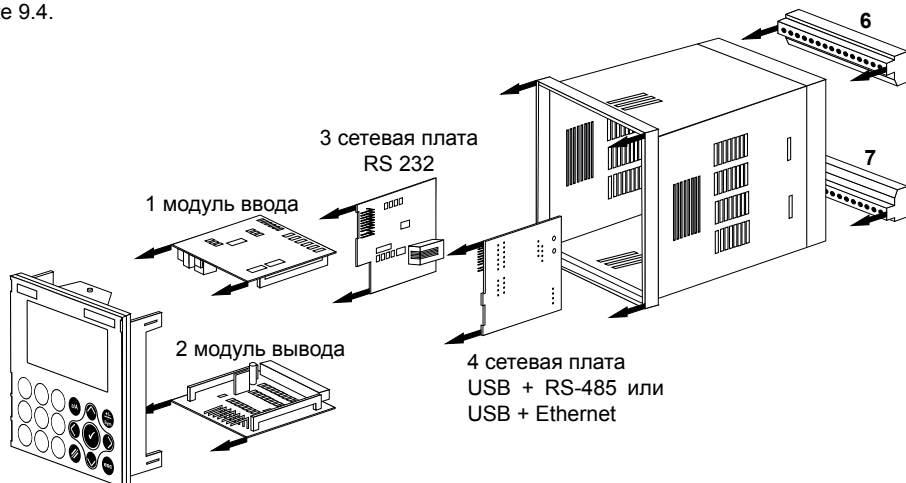 те 9.4.
6
3 сетевая плата
RS 232
7
1 модуль ввода
2 модуль вывода
4 сетевая плата
USB + RS-485 или
USB + Ethernet